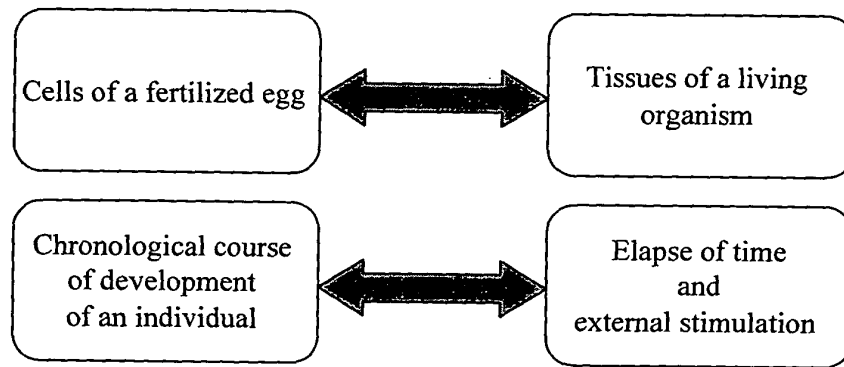 Cells of a fertilized egg
Tissues of a living
organism
Chronological course
of development
of an individual
Elapse of time
and
external stimulation